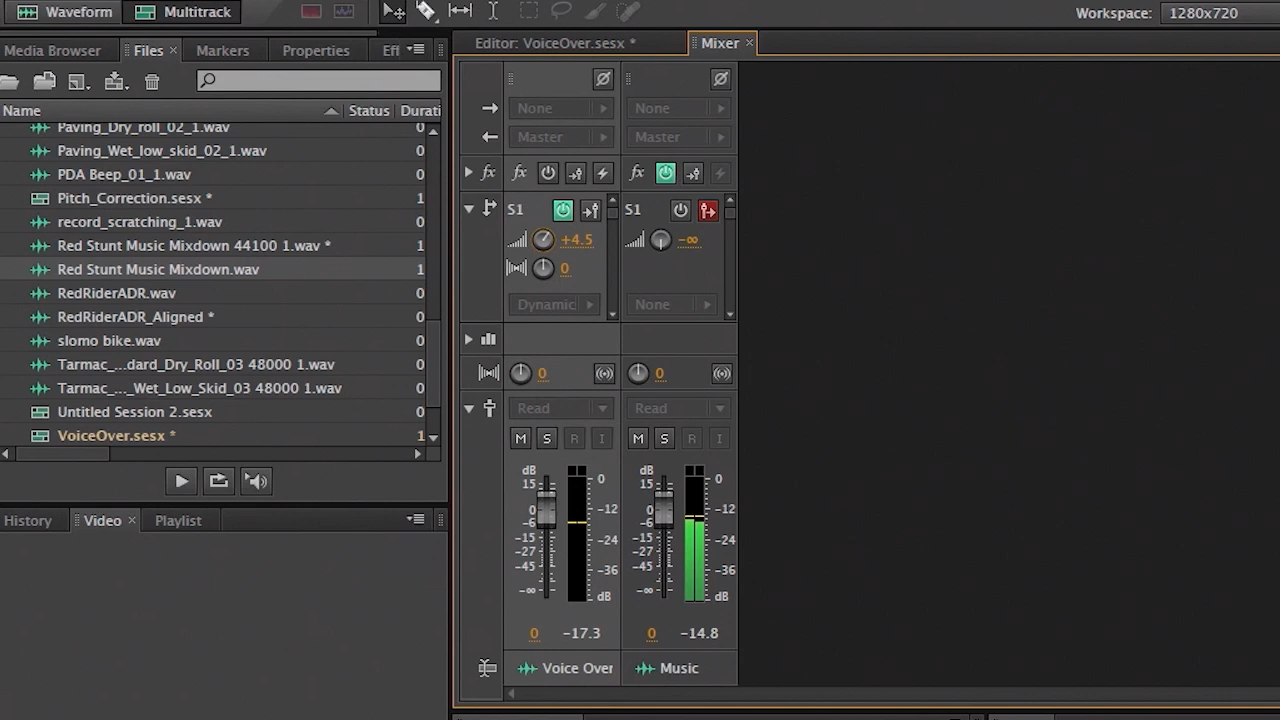 Waveform Multitrack Workspace: 1280x720
Media Browser Files × Markers Properties Eff
Editor: VoiceOver.sesx * Mixer ×
Name Status Durati
Paving_Dry_roll_02_1.wav 0
Paving_Wet_low_skid_02_1.wav 0
PDA Beep_01_1.wav 0
Pitch_Correction.sesx * 1
record_scratching_1.wav 0
Red Stunt Music Mixdown 44100 1.wav * 1
Red Stunt Music Mixdown.wav 1
RedRiderADR.wav 0
RedRiderADR_Aligned * 0
slomo bike.wav 0
Tarmac_...dard_Dry_Roll_03 48000 1.wav 0
Tarmac_..._Wet_Low_Skid_03 48000 1.wav 0
Untitled Session 2.sesx 0
VoiceOver.sesx * 1
History Video × Playlist
None None
Master Master
fx fx fx
S1 S1
+4.5 -∞
0
Dynamic None
0 0
Read Read
M S R I M S R I
dB dB
15 0 15 0
0 -12 0 -12
-6 -6
-15 -24 -15 -24
-27 -27
-45 -36 -45 -36
-∞ dB -∞ dB
0 -17.3 0 -14.8
Voice Over Music